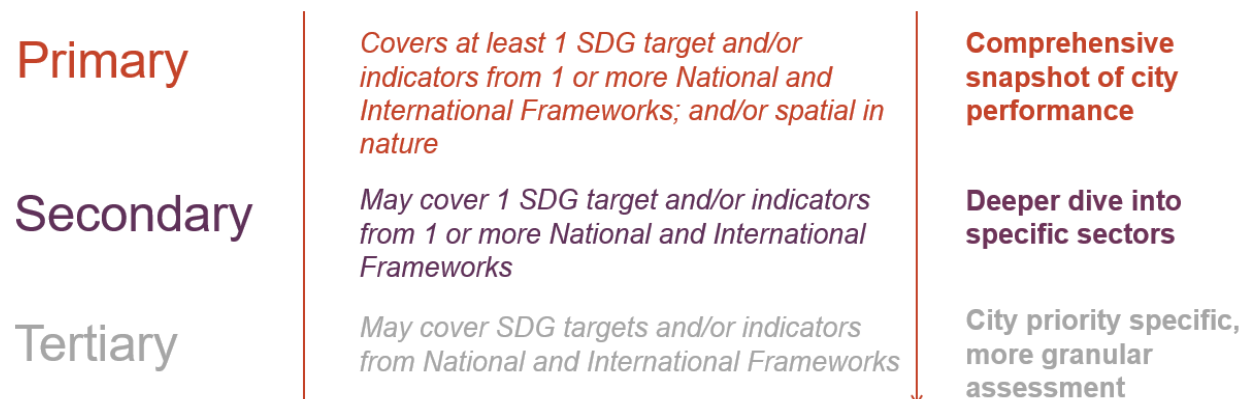 Primary
Covers at least 1 SDG target and/or
indicators from 1 or more National and
International Frameworks; and/or spatial in
nature
Comprehensive
snapshot of city
performance
Secondary
May cover 1 SDG target and/or indicators
from 1 or more National and International
Frameworks
Deeper dive into
specific sectors
Tertiary
May cover SDG targets and/or indicators
from National and International Frameworks
City priority specific,
more granular
assessment